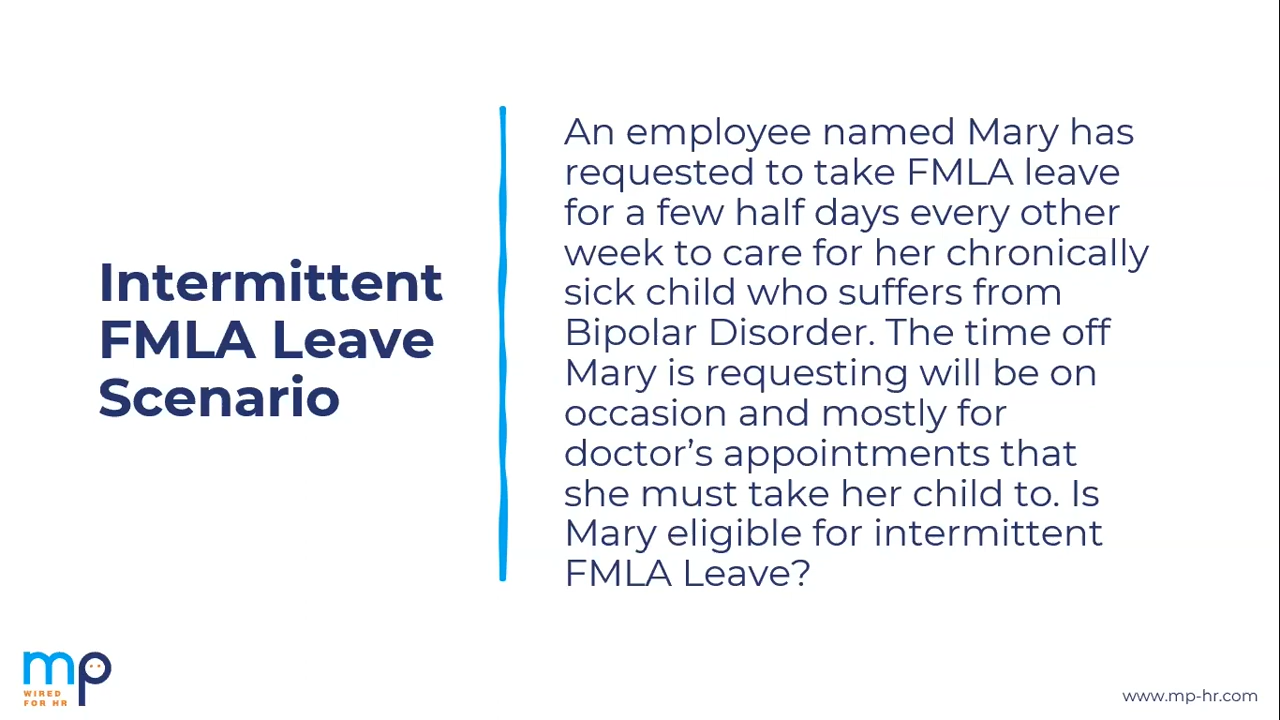 Intermittent
FMLA Leave
Scenario
An employee named Mary has
requested to take FMLA leave
for a few half days every other
week to care for her chronically
sick child who suffers from
Bipolar Disorder. The time off
Mary is requesting will be on
occasion and mostly for
doctor’s appointments that
she must take her child to. Is
Mary eligible for intermittent
FMLA Leave?
mp
WIRED
FOR HR
www.mp-hr.com